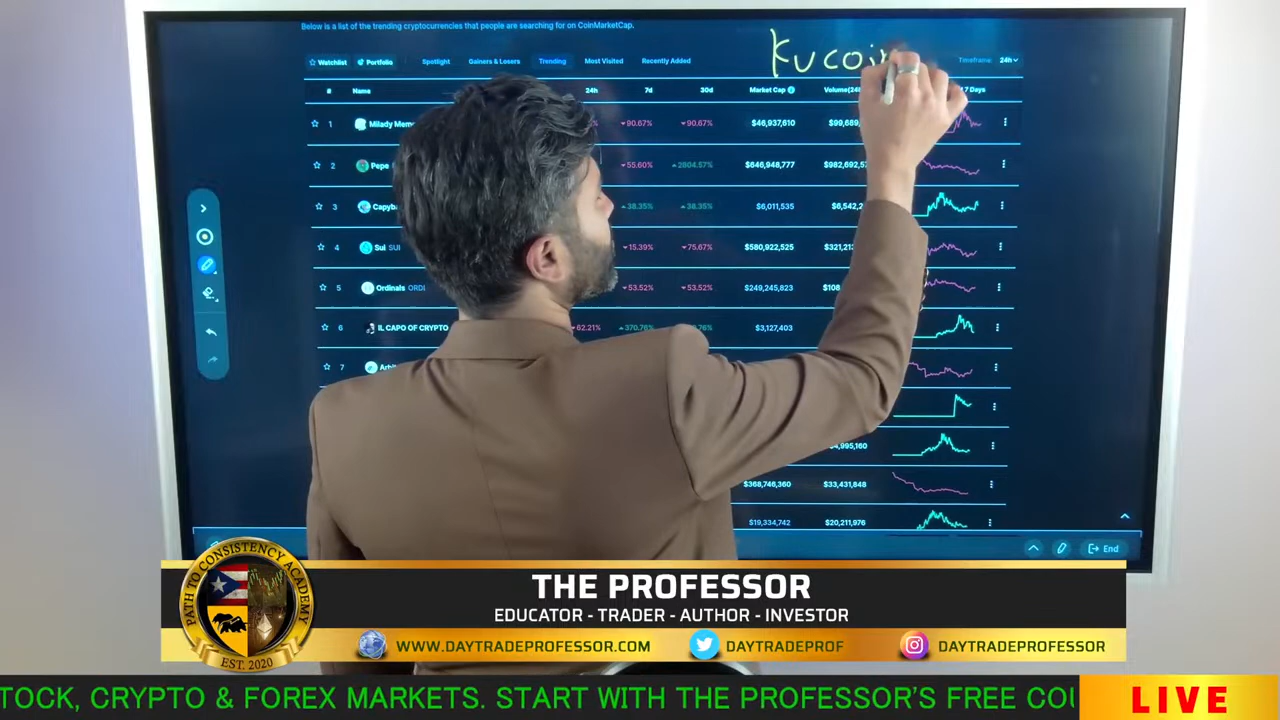 Below is a list of the trending cryptocurrencies that people are searching for on CoinMarketCap.
Kucoin
Watchlist Portfolio Spotlight Gainers & Losers Trending Most Visited Recently Added Timeframe: 24h
# Name 24h 7d 30d Market Cap Volume(24 7 Days
1 Milady 90.67% 90.67% $46,937,610 $99,689,
2 Pepe 55.60% 2804.57% $646,948,777 $982,692,5
3 38.35% 38.35% $6,011,535 $6,542,2
4 Sui SUI 15.39% 75.67% $580,922,525 $321,21
5 Ordinals ORDI 53.52% 53.52% $249,245,823 $108
6 IL CAPO OF CRYPTO 62.21% 370.76% $3,127,403
7
$4,995,160
$368,746,360 $33,431,848
$19,334,742 $20,211,976
End
PATH TO CONSISTENCY ACADEMY
EST. 2020
THE PROFESSOR
EDUCATOR - TRADER - AUTHOR - INVESTOR
WWW.DAYTRADEPROFESSOR.COM DAYTRADEPROF DAYTRADEPROFESSOR
TOCK, CRYPTO & FOREX MARKETS. START WITH THE PROFESSOR'S FREE COU
LIVE